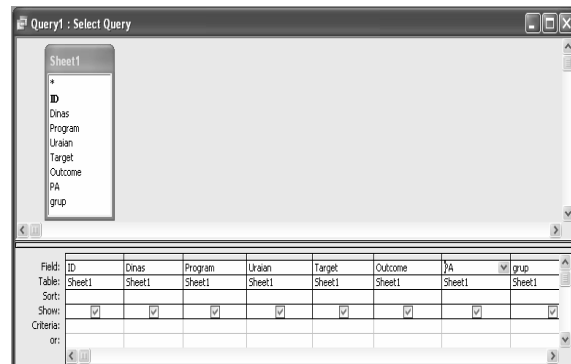 Query1 : Select Query
Sheet1
*
ID
Dinas
Program
Uraian
Target
Outcome
PA
grup
Field: ID Dinas Program Uraian Target Outcome PA grup
Table: Sheet1 Sheet1 Sheet1 Sheet1 Sheet1 Sheet1 Sheet1 Sheet1
Sort:
Show:
Criteria:
or: